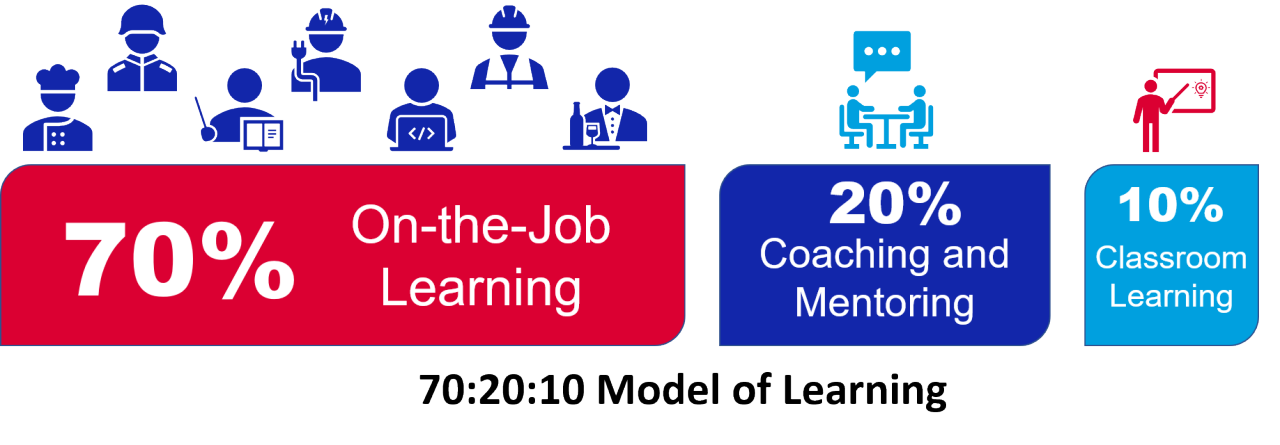 70%
On-the-Job
Learning
20%
Coaching and
Mentoring
10%
Classroom
Learning
</>
70:20:10 Model of Learning